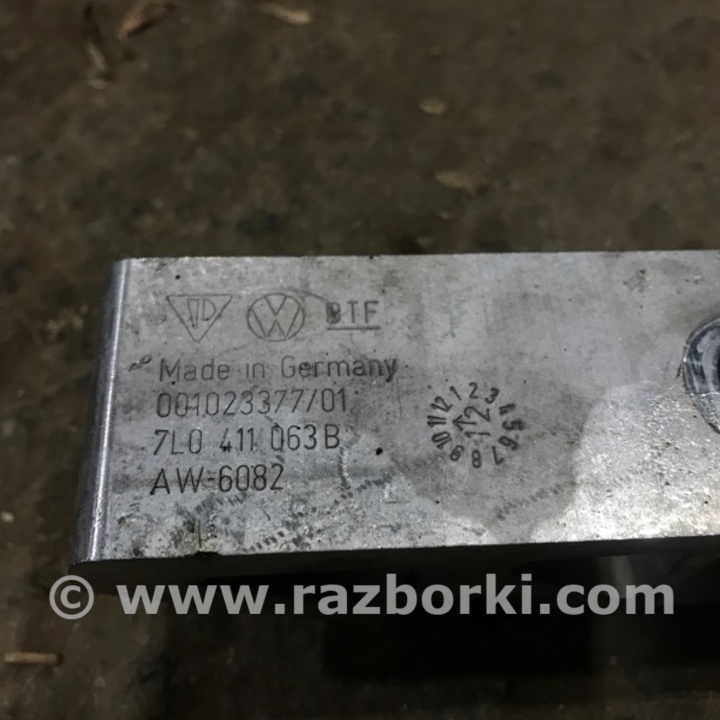 BTF
Made in Germany
001023377/01
7L0 411 063B
AW-6082
1 2 3 4 5 6 7 8 9 10 11 12
12
© www.razborki.com